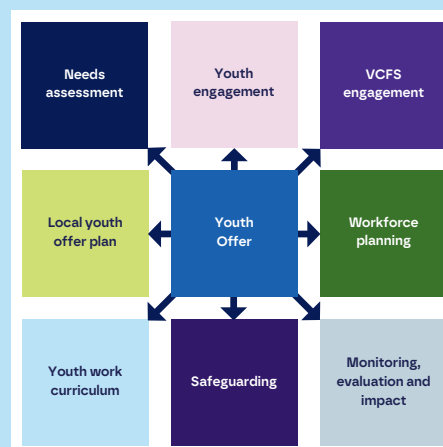 Needs
assessment
Youth
engagement
VCFS
engagement
Local youth
offer plan
Youth
Offer
Workforce
planning
Youth work
curriculum
Safeguarding
Monitoring,
evaluation and
impact